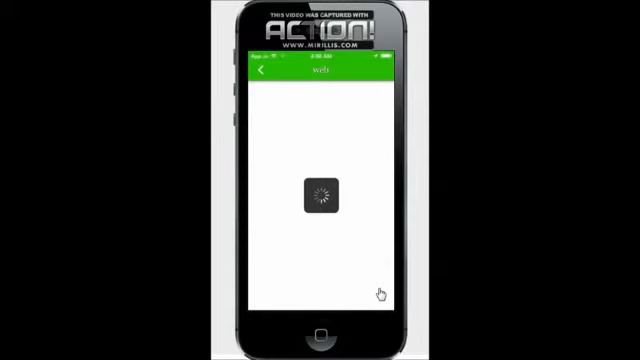 THIS VIDEO WAS CAPTURED WITH
ACTION!
WWW.MIRILLIS.COM
web